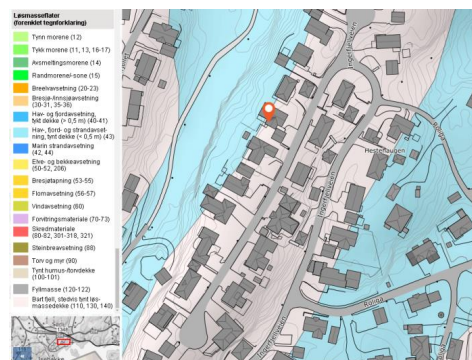 Løsmasseflater
(forenklet tegnforklaring)
Tynn morene (12)
Tykk morene (11, 13, 16-17)
Avsmeltingsmorene (14)
Randmorene/-sone (15)
Breelvavsetning (20-23)
Bresjø-/innsjøavsetning
(30-31, 35-36)
Hav- og fjordavsetning,
tykt dekke (> 0,5 m) (40-41)
Hav-, fjord- og strandavset-
ning, tynt dekke (< 0,5 m) (43)
Marin strandavsetning
(42, 44)
Elve- og bekkeavsetning
(50-52, 206)
Bresjøtapning (53-55)
Flomavsetning (56-57)
Vindavsetning (60)
Forvitringsmateriale (70-73)
Skredmateriale
(80-82, 301-318, 321)
Steinbreavsetning (88)
Torv og myr (90)
Tynt humus-/torvdekke
(100-101)
Fyllmasse (120-122)
Bart fjell, stedvis tynt løs-
massedekke (110, 130, 140)
Hestehaugen